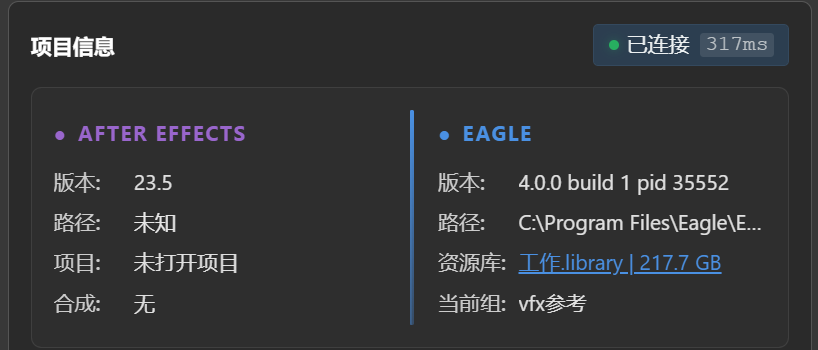 项目信息
已连接 317ms
AFTER EFFECTS
版本: 23.5
路径: 未知
项目: 未打开项目
合成: 无
EAGLE
版本: 4.0.0 build 1 pid 35552
路径: C:\Program Files\Eagle\E...
资源库: 工作.library | 217.7 GB
当前组: vfx参考